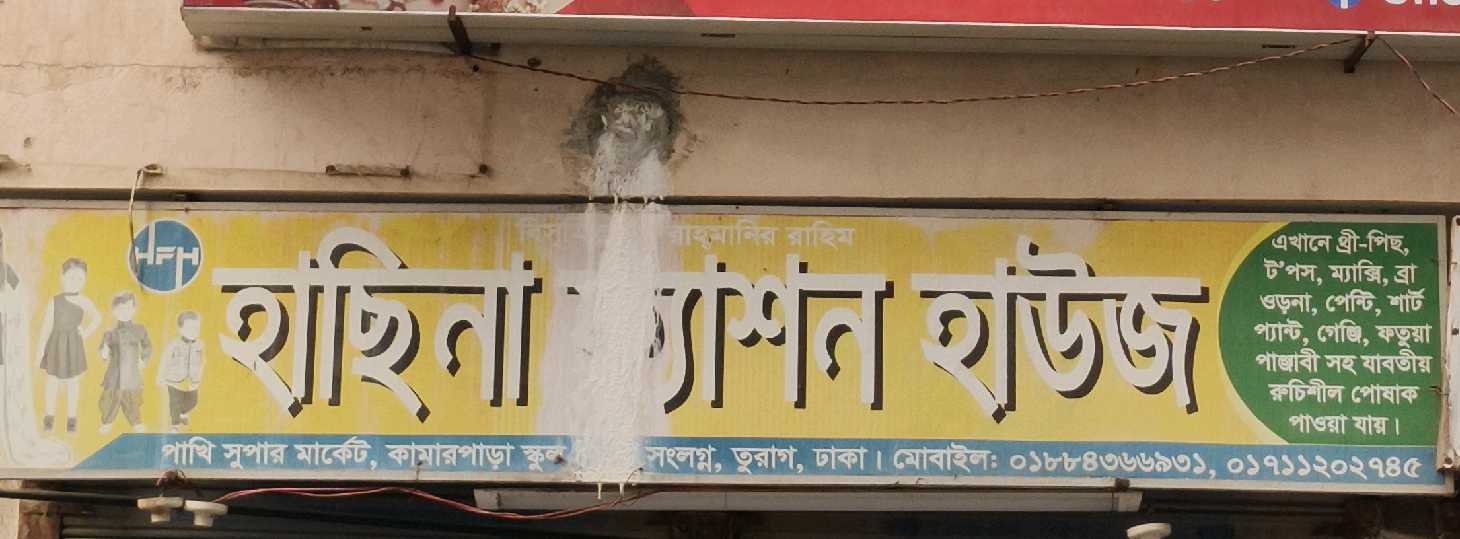 বিস রাহমানির রাহিম
HFH
হাছিনা ফ্যাশন হাউজ
এখানে থ্রী-পিছ,
ট'পস, ম্যাক্সি, ব্রা
ওড়না, পেন্টি, শার্ট
প্যান্ট, গেঞ্জি, ফতুয়া
পাঞ্জাবী সহ যাবতীয়
রুচিশীল পোষাক
পাওয়া যায়।
পাখি সুপার মার্কেট, কামারপাড়া স্কুল সংলগ্ন, তুরাগ, ঢাকা। মোবাইল: ০১৮৮৪৩৬৬৯৩১, ০১৭১১২০২৭৪৫